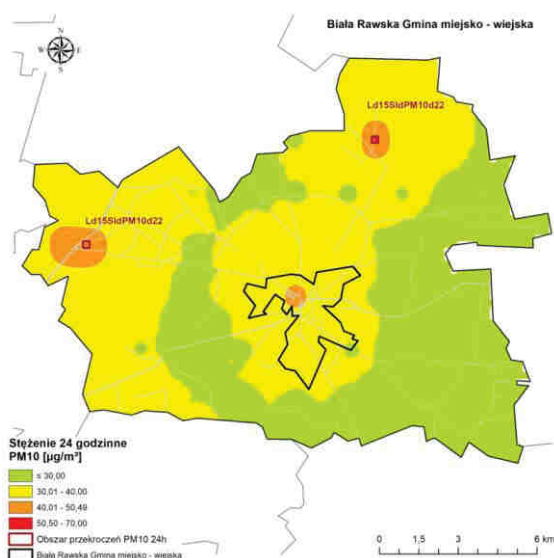 Biała Rawska Gmina miejsko - wiejska
N
W E
S
Ld15SldPM10d22
Ld15SldPM10d22
Stężenie 24 godzinne
PM10 [µg/m³]
≤ 30,00
30,01 - 40,00
40,01 - 50,49
50,50 - 70,00
Obszar przekroczeń PM10 24h
Biała Rawska Gmina miejsko - wiejska
0 1,5 3 6 km